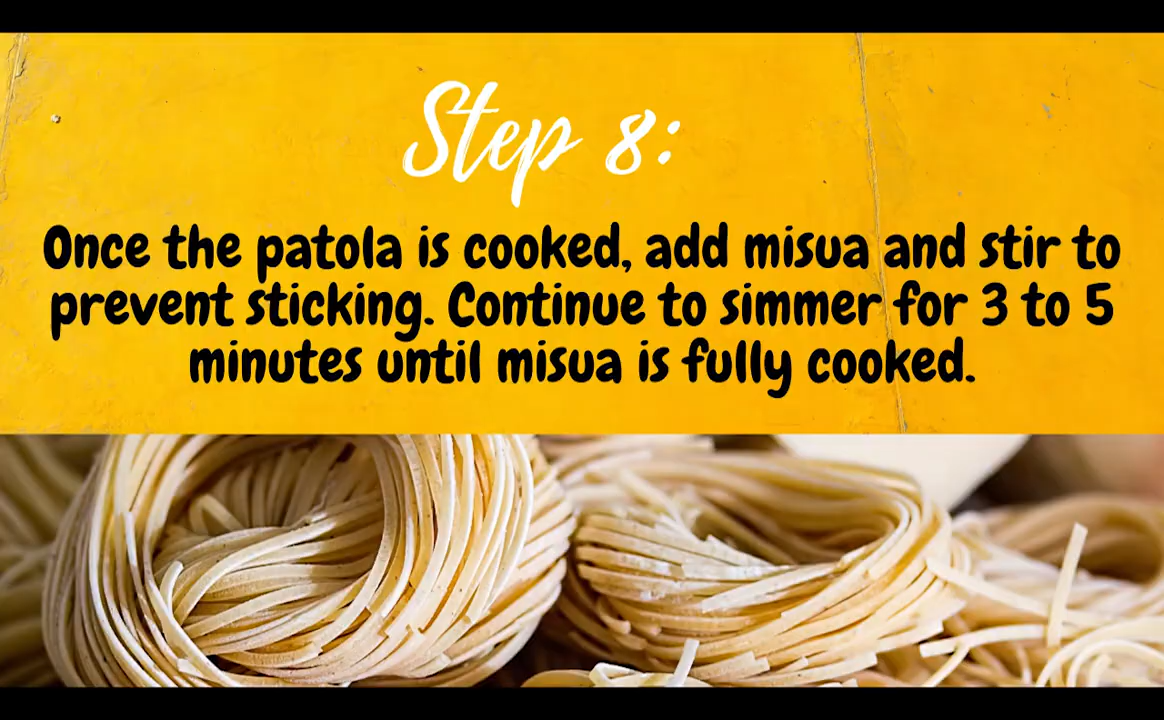 Step 8:
Once the patola is cooked, add misua and stir to
prevent sticking. Continue to simmer for 3 to 5
minutes until misua is fully cooked.